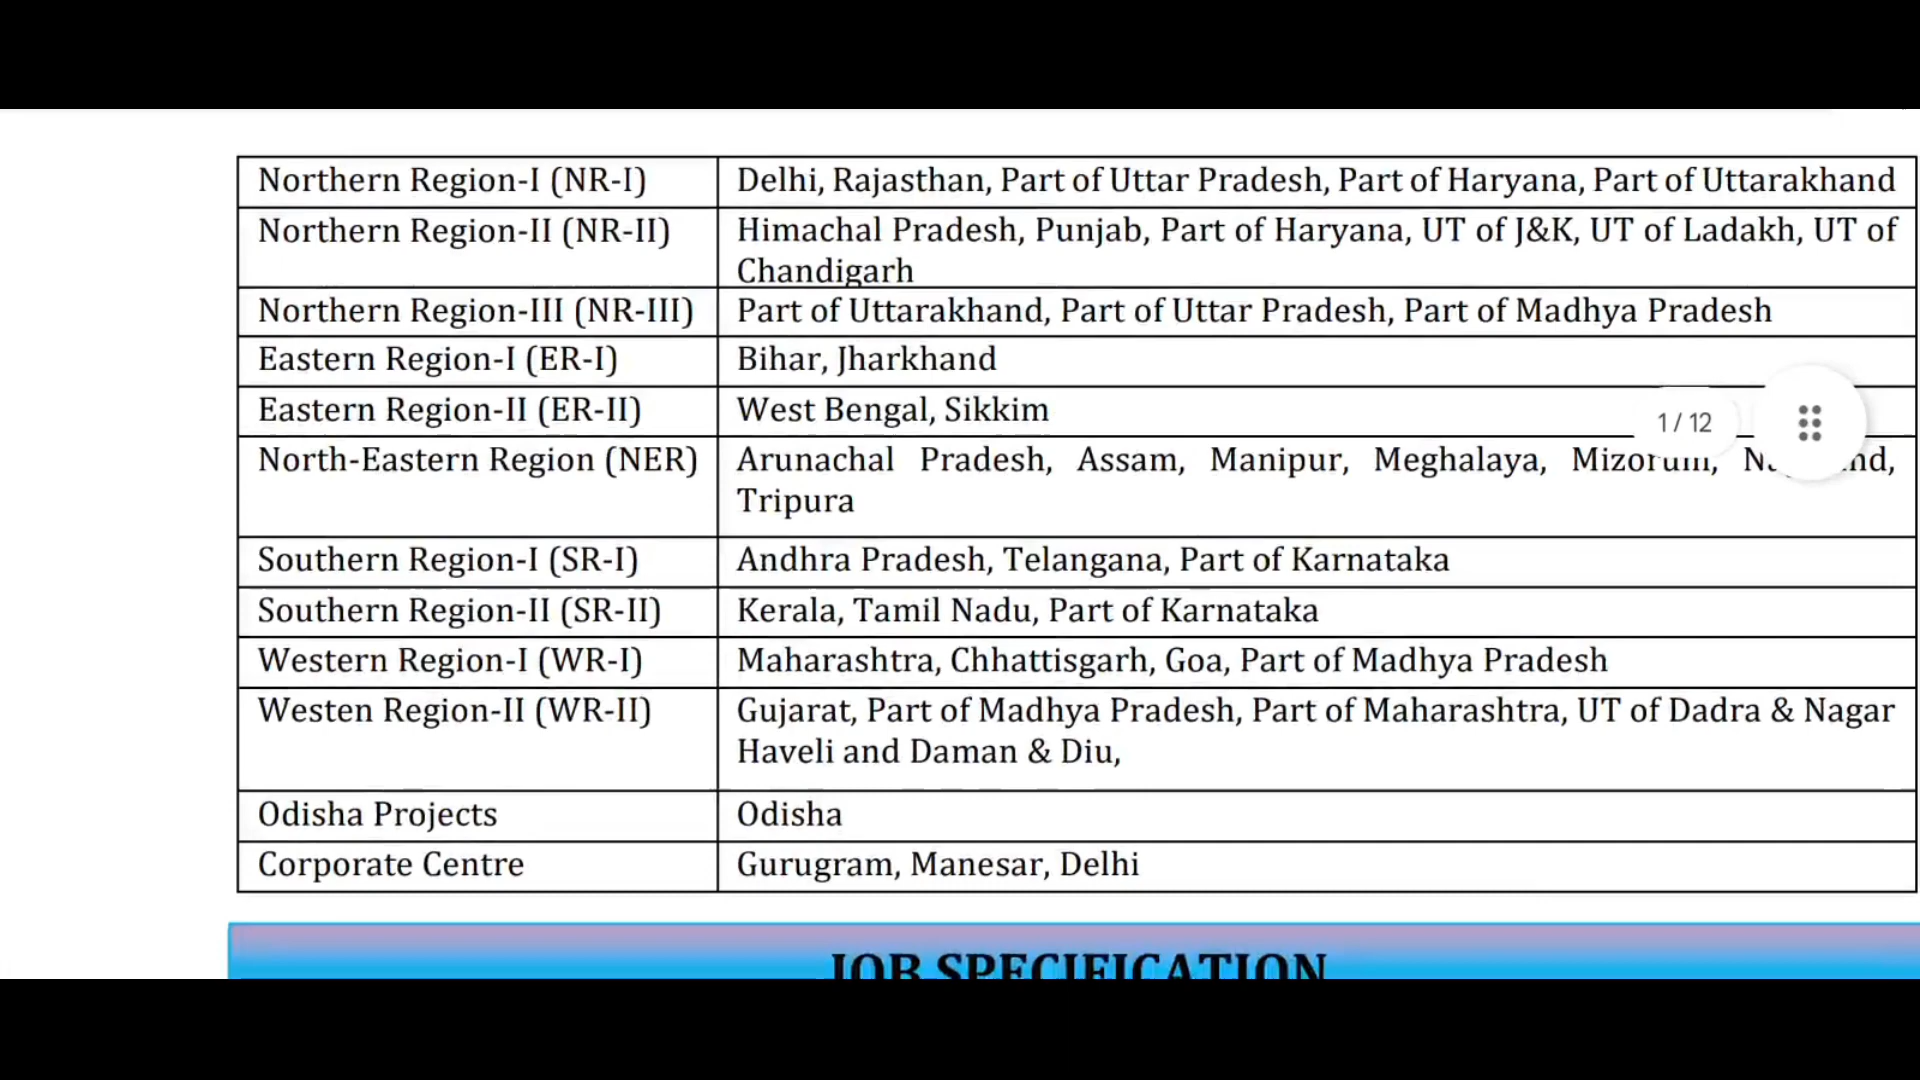 Northern Region-I (NR-I) Delhi, Rajasthan, Part of Uttar Pradesh, Part of Haryana, Part of Uttarakhand
Northern Region-II (NR-II) Himachal Pradesh, Punjab, Part of Haryana, UT of J&K, UT of Ladakh, UT of
Chandigarh
Northern Region-III (NR-III) Part of Uttarakhand, Part of Uttar Pradesh, Part of Madhya Pradesh
Eastern Region-I (ER-I) Bihar, Jharkhand
Eastern Region-II (ER-II) West Bengal, Sikkim
1 / 12
North-Eastern Region (NER) Arunachal Pradesh, Assam, Manipur, Meghalaya, Mizorum,
Tripura
Southern Region-I (SR-I) Andhra Pradesh, Telangana, Part of Karnataka
Southern Region-II (SR-II) Kerala, Tamil Nadu, Part of Karnataka
Western Region-I (WR-I) Maharashtra, Chhattisgarh, Goa, Part of Madhya Pradesh
Westen Region-II (WR-II) Gujarat, Part of Madhya Pradesh, Part of Maharashtra, UT of Dadra & Nagar
Haveli and Daman & Diu,
Odisha Projects Odisha
Corporate Centre Gurugram, Manesar, Delhi
JOB SPECIFICATION